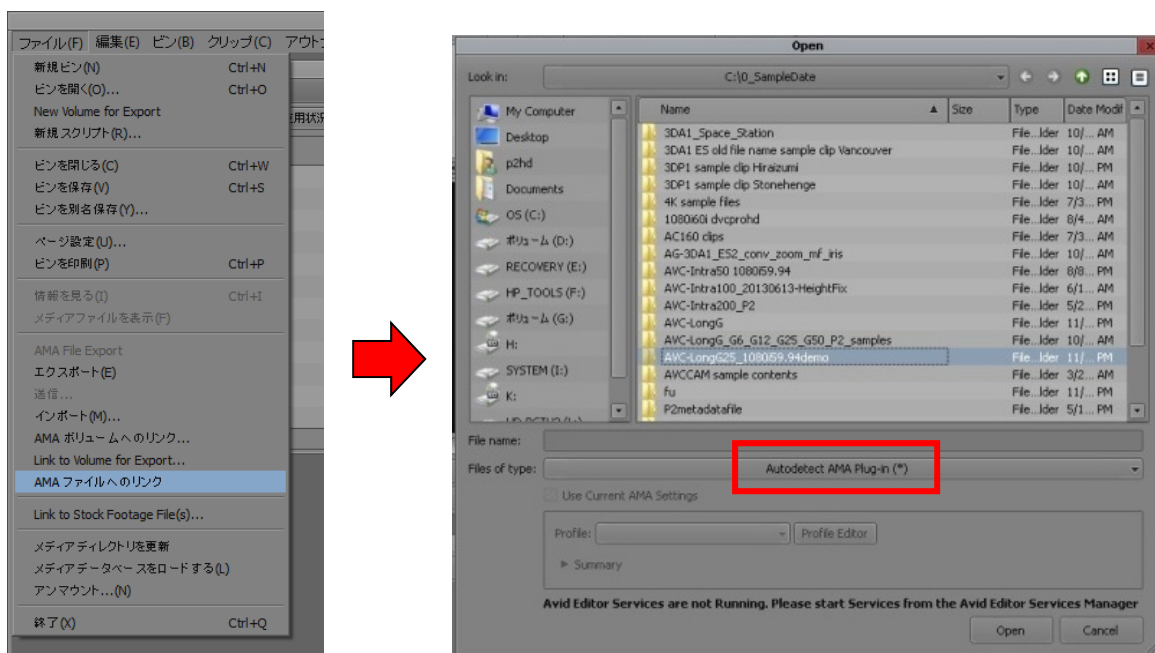 ファイル(F) 編集(E) ビン(B) クリップ(C) アウト
新規ビン(N) Ctrl+N
ビンを開く(O)... Ctrl+O
New Volume for Export
新規スクリプト(R)...
用状況
ビンを閉じる(C) Ctrl+W
ビンを保存(V) Ctrl+S
ビンを別名保存(Y)...
ページ設定(U)...
ビンを印刷(P) Ctrl+P
情報を見る(I) Ctrl+I
メディアファイルを表示(F)
AMA File Export
エクスポート(E)
送信...
インポート(M)...
AMA ボリュームへのリンク...
Link to Volume for Export...
AMA ファイルへのリンク
Link to Stock Footage File(s)...
メディアディレクトリを更新
メディアデータベースをロードする(L)
アンマウント...(N)
終了(X) Ctrl+Q
Open
Look in: C:\0_SampleDate
My Computer
Desktop
p2hd
Documents
OS (C:)
ボリューム (D:)
RECOVERY (E:)
HP_TOOLS (F:)
ボリューム (G:)
H:
SYSTEM (I:)
K:
Name Size Type Date Modif
3DA1_Space_Station File...lder 10/... AM
3DA1 ES old file name sample clip Vancouver File...lder 10/... AM
3DP1 sample clip Hiraizumi File...lder 10/... PM
3DP1 sample clip Stonehenge File...lder 10/... AM
4K sample files File...lder 7/3... PM
1080i60i dvcprohd File...lder 8/4... AM
AC160 clips File...lder 7/3... AM
AG-3DA1_ES2_conv_zoom_mf_iris File...lder 10/... AM
AVC-Intra50 1080i59.94 File...lder 8/8... PM
AVC-Intra100_20130613-HeightFix File...lder 6/1... AM
AVC-Intra200_P2 File...lder 5/2... PM
AVC-LongG File...lder 11/... PM
AVC-LongG_G6_G12_G25_G50_P2_samples File...lder 10/... AM
AVC-LongG25_1080i59.94demo File...lder 11/... PM
AVCCAM sample contents File...lder 3/2... AM
fu File...lder 11/... PM
P2metadatafile File...lder 5/1... PM
File name:
Files of type: Autodetect AMA Plug-in (*)
Use Current AMA Settings
Profile: Profile Editor
Summary
Avid Editor Services are not Running. Please start Services from the Avid Editor Services Manager
Open Cancel